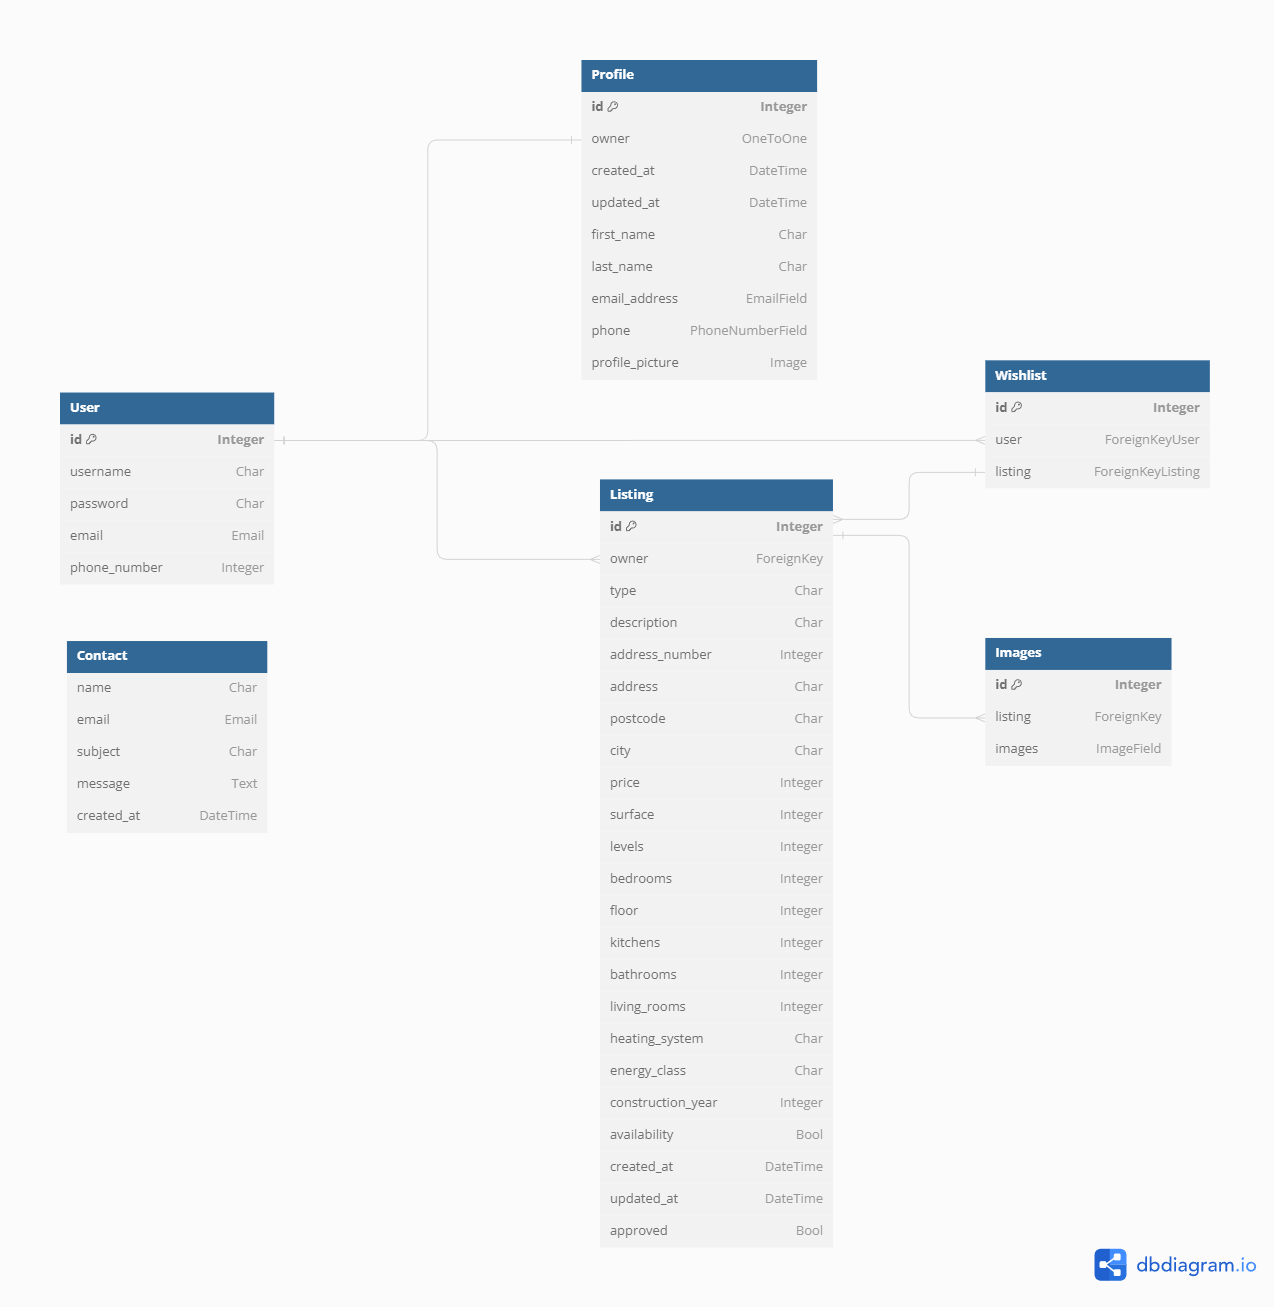 Profile
id Integer
owner OneToOne
created_at DateTime
updated_at DateTime
first_name Char
last_name Char
email_address EmailField
phone PhoneNumberField
profile_picture Image
User
id Integer
username Char
password Char
email Email
phone_number Integer
Wishlist
id Integer
user ForeignKeyUser
listing ForeignKeyListing
Listing
id Integer
owner ForeignKey
type Char
description Char
address_number Integer
address Char
postcode Char
city Char
price Integer
surface Integer
levels Integer
bedrooms Integer
floor Integer
kitchens Integer
bathrooms Integer
living_rooms Integer
heating_system Char
energy_class Char
construction_year Integer
availability Bool
created_at DateTime
updated_at DateTime
approved Bool
Contact
name Char
email Email
subject Char
message Text
created_at DateTime
Images
id Integer
listing ForeignKey
images ImageField
dbdiagram.io